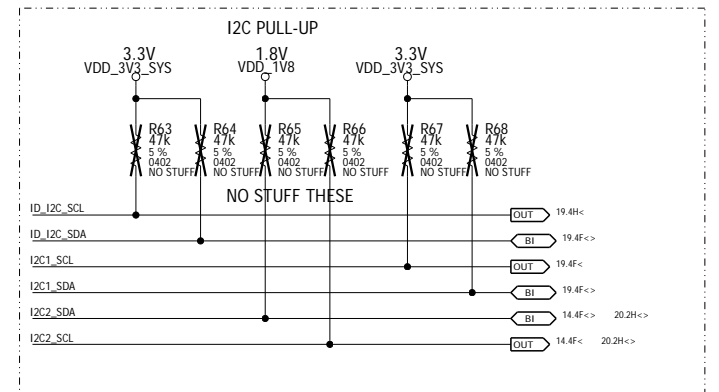 I2C PULL-UP
3.3V 1.8V 3.3V
VDD_3V3_SYS VDD_1V8 VDD_3V3_SYS
R63 R64 R65 R66 R67 R68
47k 47k 47k 47k 47k 47k
5 % 5 % 5 % 5 % 5 % 5 %
0402 0402 0402 0402 0402 0402
NO STUFF NO STUFF NO STUFF NO STUFF NO STUFF NO STUFF
NO STUFF THESE
ID_I2C_SCL OUT 19.4H<
ID_I2C_SDA BI 19.4F<>
I2C1_SCL OUT 19.4F<
I2C1_SDA BI 19.4F<>
I2C2_SDA BI 14.4F<> 20.2H<>
I2C2_SCL OUT 14.4F< 20.2H<>